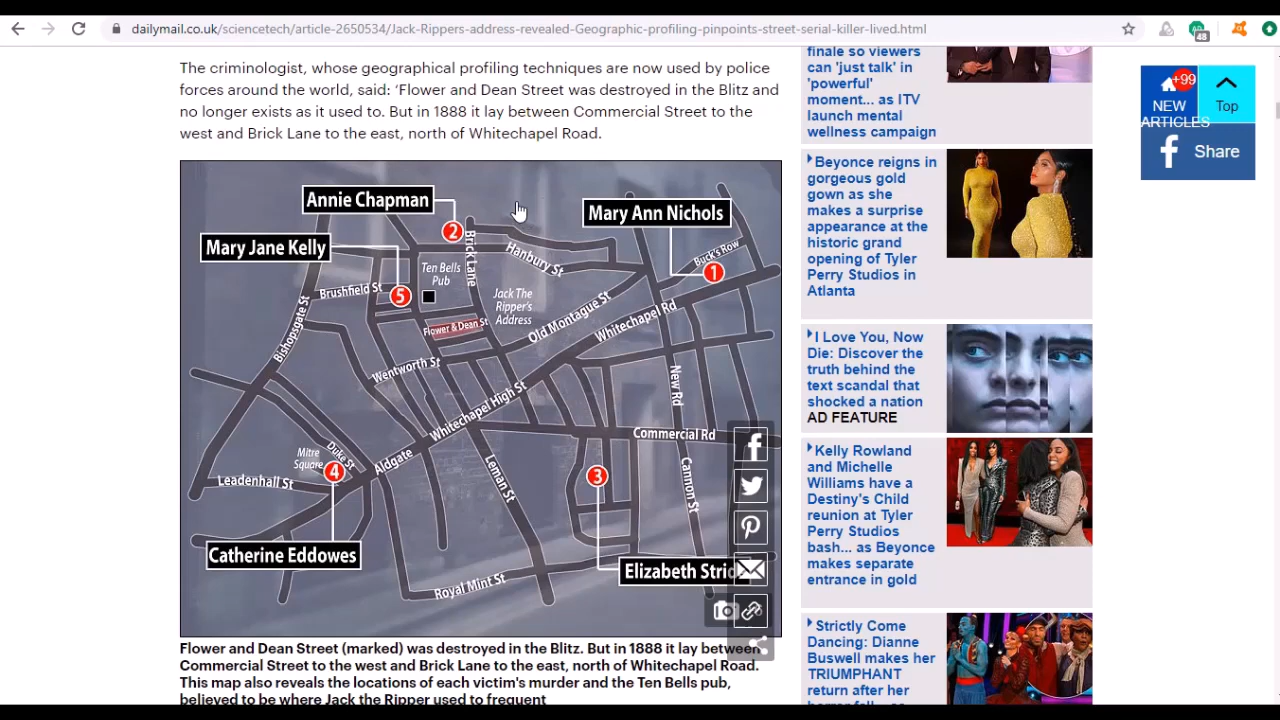 dailymail.co.uk/sciencetech/article-2650534/Jack-Rippers-address-revealed-Geographic-profiling-pinpoints-street-serial-killer-lived.html
48
The criminologist, whose geographical profiling techniques are now used by police
forces around the world, said: ‘Flower and Dean Street was destroyed in the Blitz and
no longer exists as it used to. But in 1888 it lay between Commercial Street to the
west and Brick Lane to the east, north of Whitechapel Road.
Annie Chapman
Mary Ann Nichols
Mary Jane Kelly
2
Brick Lane
Hanbury St
Buck's Row
1
Ten Bells
Pub
Brushfield St
5
Jack The
Ripper's
Address
Flower & Dean St
Old Montague St
Whitechapel Rd
Bishopsgate St
Wentworth St
New Rd
Whitechapel High St
Commercial Rd
Mitre
Square
Duke St
4
Aldgate
Leadenhall St
Leman St
3
Cannon St
Catherine Eddowes
Elizabeth Strid
Royal Mint St
Flower and Dean Street (marked) was destroyed in the Blitz. But in 1888 it lay between
Commercial Street to the west and Brick Lane to the east, north of Whitechapel Road.
This map also reveals the locations of each victim's murder and the Ten Bells pub,
believed to be where Jack the Ripper used to frequent
finale so viewers
can 'just talk' in
'powerful'
moment... as ITV
launch mental
wellness campaign
Beyonce reigns in
gorgeous gold
gown as she
makes a surprise
appearance at the
historic grand
opening of Tyler
Perry Studios in
Atlanta
I Love You, Now
Die: Discover the
truth behind the
text scandal that
shocked a nation
AD FEATURE
Kelly Rowland
and Michelle
Williams have a
Destiny's Child
reunion at Tyler
Perry Studios
bash... as Beyonce
makes separate
entrance in gold
Strictly Come
Dancing: Dianne
Buswell makes her
TRIUMPHANT
return after her
+99
NEW
ARTICLES
Top
Share